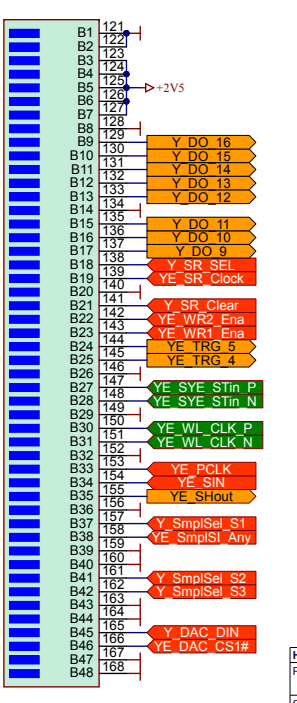 B1 121
B2 122
B3 123
B4 124
B5 125 +2V5
B6 126
B7 127
B8 128
B9 129 Y_DO_16
B10 130 Y_DO_15
B11 131 Y_DO_14
B12 132 Y_DO_13
B13 133 Y_DO_12
B14 134
B15 135 Y_DO_11
B16 136 Y_DO_10
B17 137 Y_DO_9
B18 138 Y_SR_SEL
B19 139 YE_SR_Clock
B20 140
B21 141 Y_SR_Clear
B22 142 YE_WR2_Ena
B23 143 YE_WR1_Ena
B24 144 YE_TRG_5
B25 145 YE_TRG_4
B26 146
B27 147 YE_SYE_STin_P
B28 148 YE_SYE_STin_N
B29 149
B30 150 YE_WL_CLK_P
B31 151 YE_WL_CLK_N
B32 152
B33 153 YE_PCLK
B34 154 YE_SIN
B35 155 YE_SHout
B36 156
B37 157 Y_SmplSel_S1
B38 158 YE_SmplSl_Any
B39 159
B40 160
B41 161 Y_SmplSel_S2
B42 162 Y_SmplSel_S3
B43 163
B44 164
B45 165 Y_DAC_DIN
B46 166 YE_DAC_CS1#
B47 167
B48 168